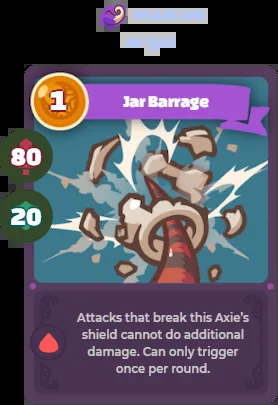 1
Jar Barrage
80
20
Attacks that break this Axie's
shield cannot do additional
damage. Can only trigger
once per round.